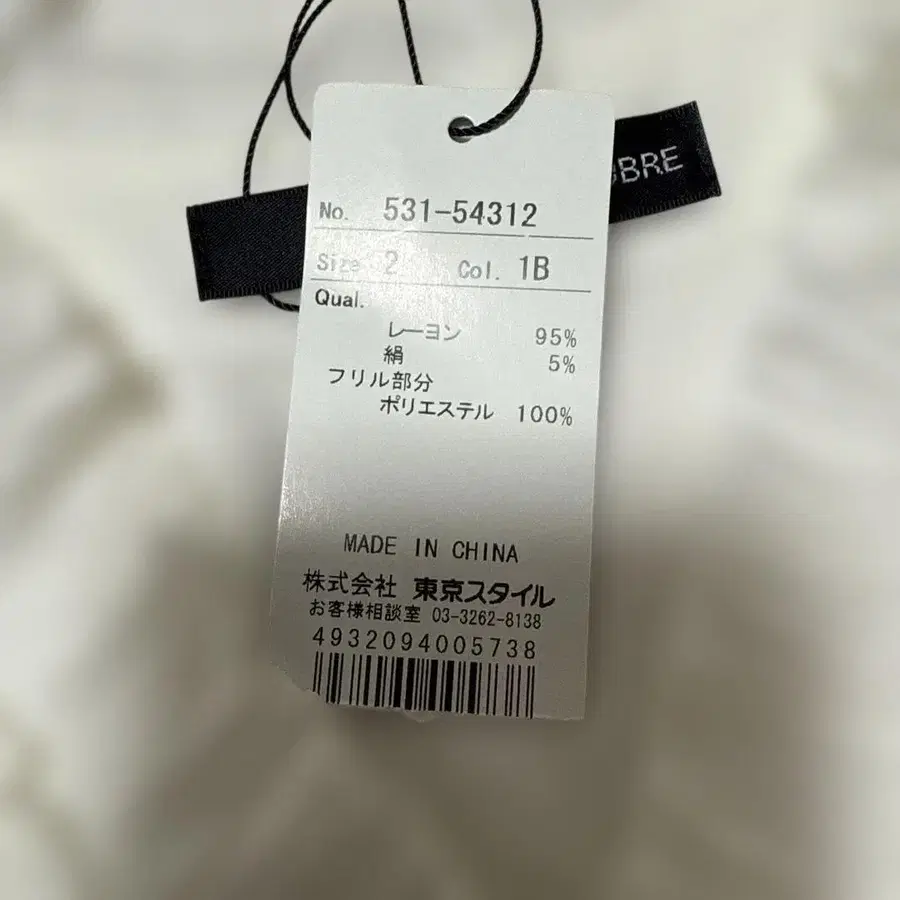 No. 531-54312
Size 2 Col. 1B
Qual.
レーヨン 95%
絹 5%
フリル部分
ポリエステル 100%
MADE IN CHINA
株式会社 東京スタイル
お客様相談室 03-3262-8138
4932094005738